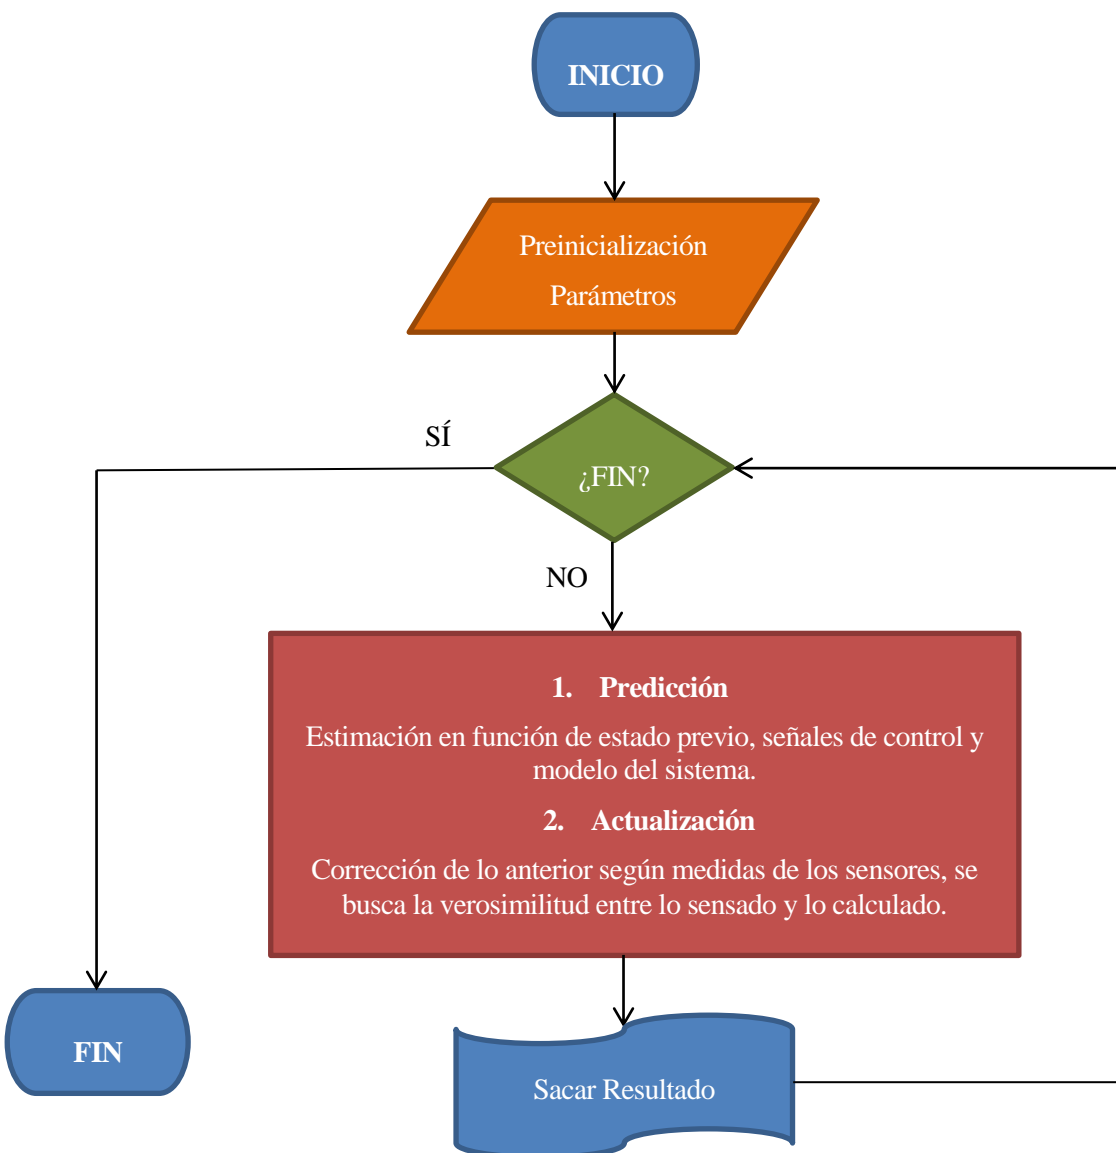 INICIO
Preinicialización
Parámetros
SÍ
¿FIN?
NO
1. Predicción
Estimación en función de estado previo, señales de control y
modelo del sistema.
2. Actualización
Corrección de lo anterior según medidas de los sensores, se
busca la verosimilitud entre lo sensado y lo calculado.
FIN
Sacar Resultado